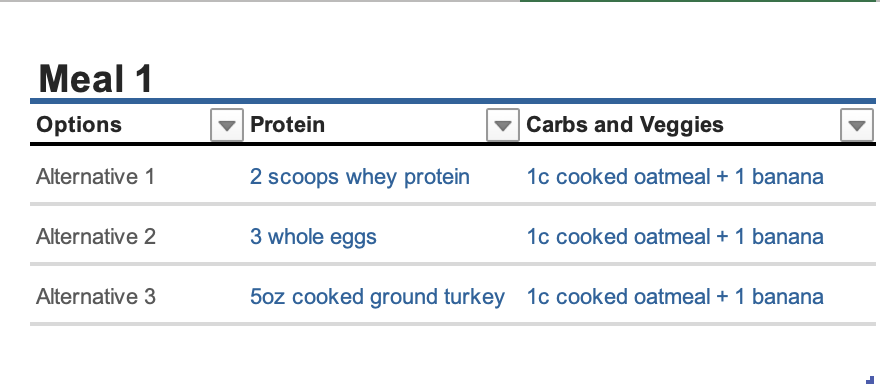 Meal 1
Options Protein Carbs and Veggies
Alternative 1 2 scoops whey protein 1c cooked oatmeal + 1 banana
Alternative 2 3 whole eggs 1c cooked oatmeal + 1 banana
Alternative 3 5oz cooked ground turkey 1c cooked oatmeal + 1 banana